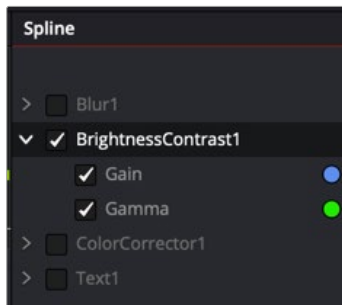 Spline
Blur1
BrightnessContrast1
Gain
Gamma
ColorCorrector1
Text1